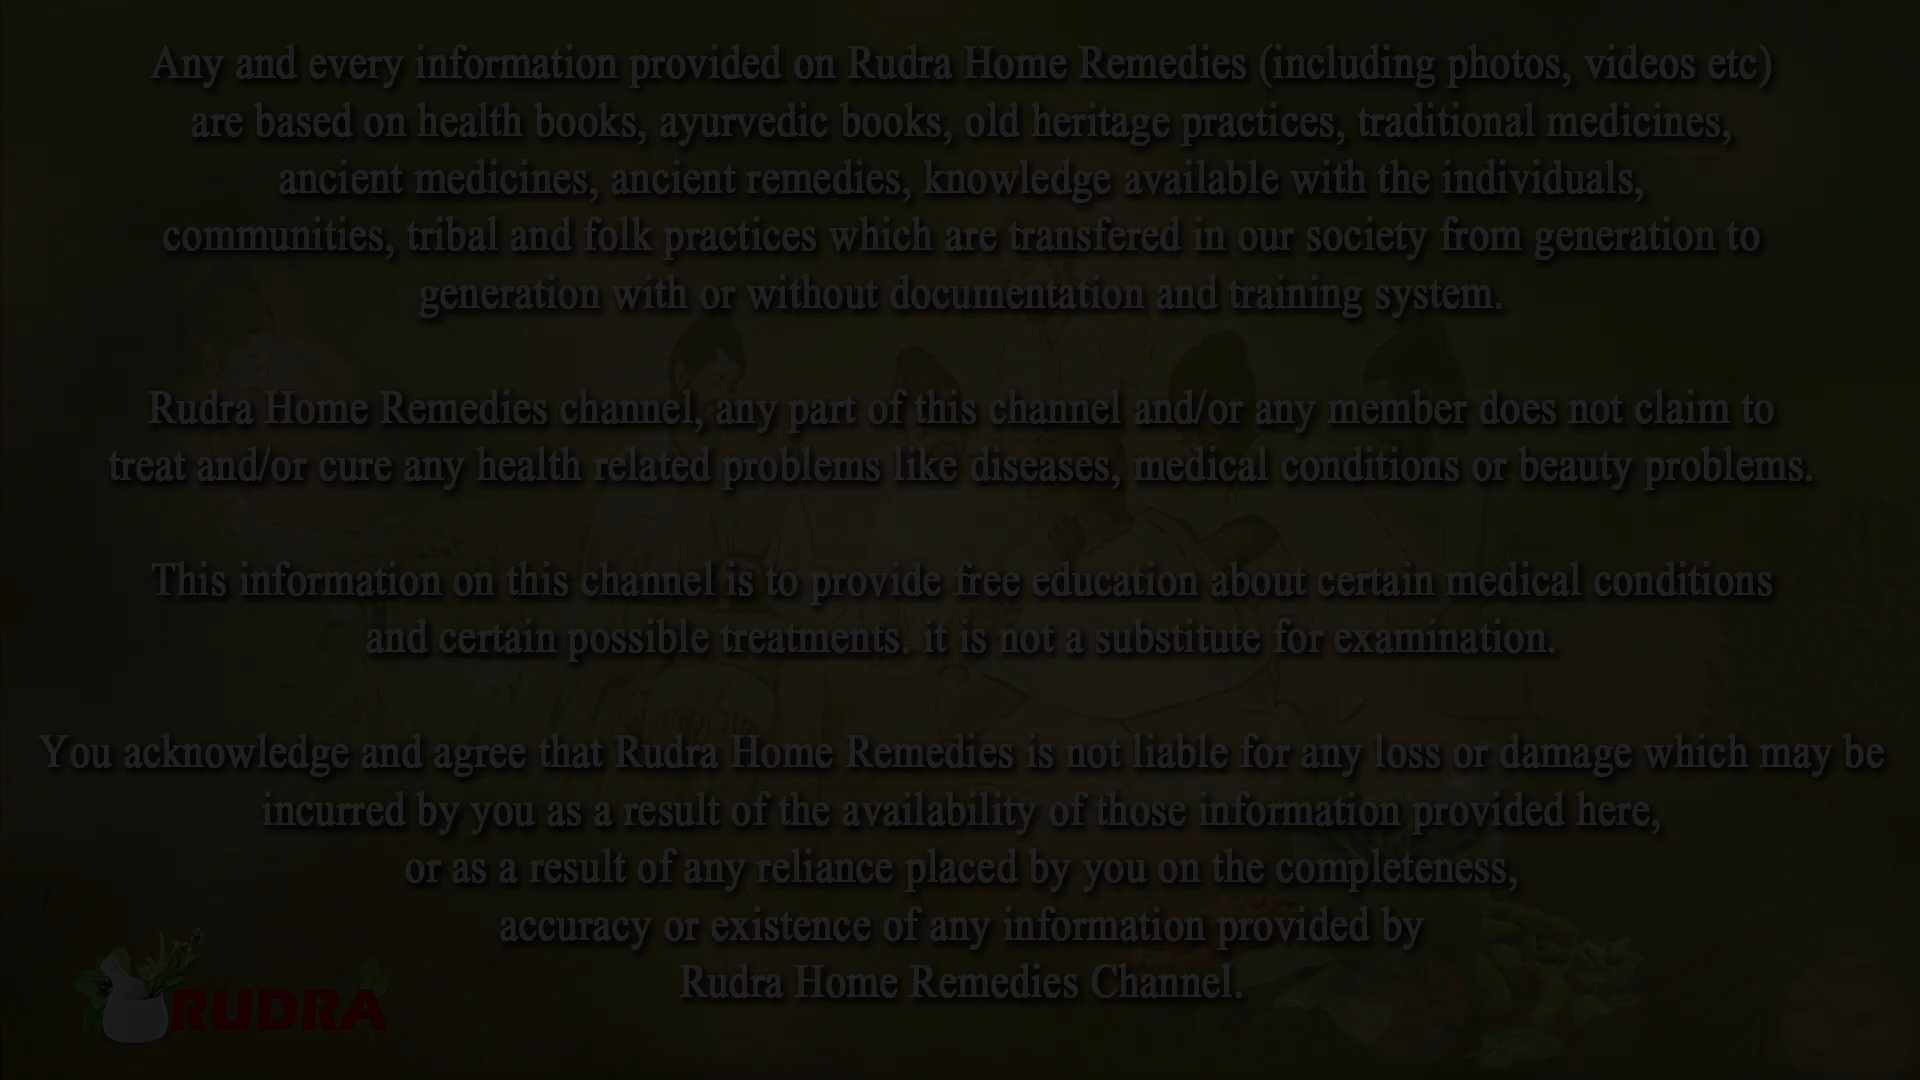 Any and every information provided on Rudra Home Remedies (including photos, videos etc)
are based on health books, ayurvedic books, old heritage practices, traditional medicines,
ancient medicines, ancient remedies, knowledge available with the individuals,
communities, tribal and folk practices which are transfered in our society from generation to
generation with or without documentation and training system.
Rudra Home Remedies channel, any part of this channel and/or any member does not claim to
treat and/or cure any health related problems like diseases, medical conditions or beauty problems.
This information on this channel is to provide free education about certain medical conditions
and certain possible treatments. it is not a substitute for examination.
You acknowledge and agree that Rudra Home Remedies is not liable for any loss or damage which may be
incurred by you as a result of the availability of those information provided here,
or as a result of any reliance placed by you on the completeness,
accuracy or existence of any information provided by
Rudra Home Remedies Channel.
RUDRA